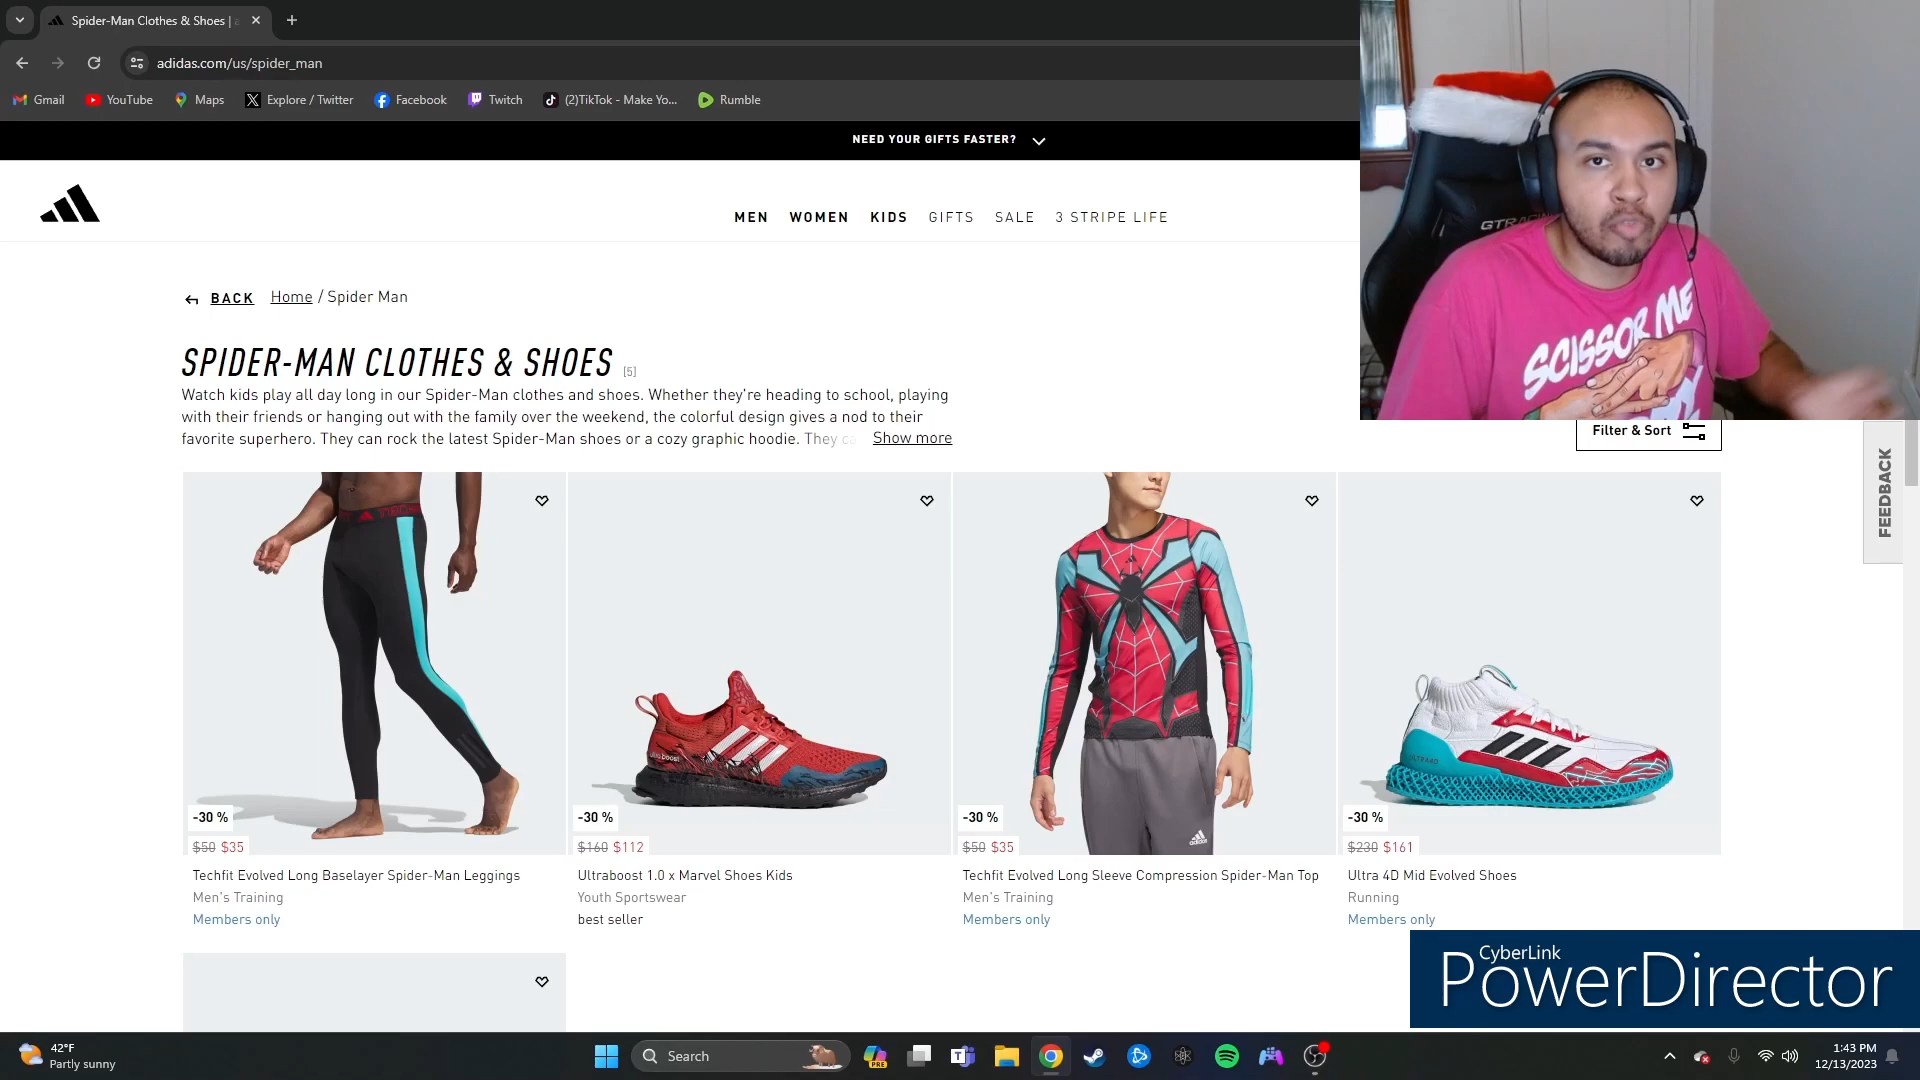 Spider-Man Clothes & Shoes |
adidas.com/us/spider_man
Gmail
YouTube
Maps
Explore / Twitter
Facebook
Twitch
(2)TikTok - Make Yo...
Rumble
NEED YOUR GIFTS FASTER?
MEN WOMEN KIDS GIFTS SALE 3 STRIPE LIFE
SCISSOR ME
BACK Home / Spider Man
SPIDER-MAN CLOTHES & SHOES [5]
Watch kids play all day long in our Spider-Man clothes and shoes. Whether they're heading to school, playing
with their friends or hanging out with the family over the weekend, the colorful design gives a nod to their
favorite superhero. They can rock the latest Spider-Man shoes or a cozy graphic hoodie. They ca Show more
Filter & Sort
FEEDBACK
-30 %
$50 $35
Techfit Evolved Long Baselayer Spider-Man Leggings
Men's Training
Members only
-30 %
$160 $112
Ultraboost 1.0 x Marvel Shoes Kids
Youth Sportswear
best seller
-30 %
$50 $35
Techfit Evolved Long Sleeve Compression Spider-Man Top
Men's Training
Members only
adidas
-30 %
$230 $161
Ultra 4D Mid Evolved Shoes
Running
Members only
CyberLink
PowerDirector
42°F
Partly sunny
Search
PRE
1:43 PM
12/13/2023